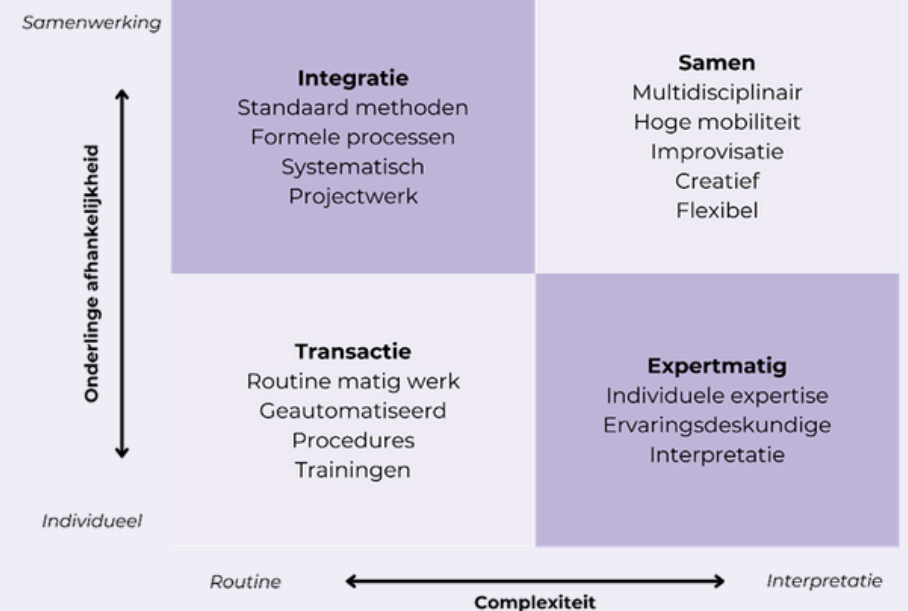 Samenwerking
Integratie
Standaard methoden
Formele processen
Systematisch
Projectwerk
Samen
Multidisciplinair
Hoge mobiliteit
Improvisatie
Creatief
Flexibel
Onderlinge afhankelijkheid
Transactie
Routine matig werk
Geautomatiseerd
Procedures
Trainingen
Expertmatig
Individuele expertise
Ervaringsdeskundige
Interpretatie
Individueel
Routine
Interpretatie
Complexiteit